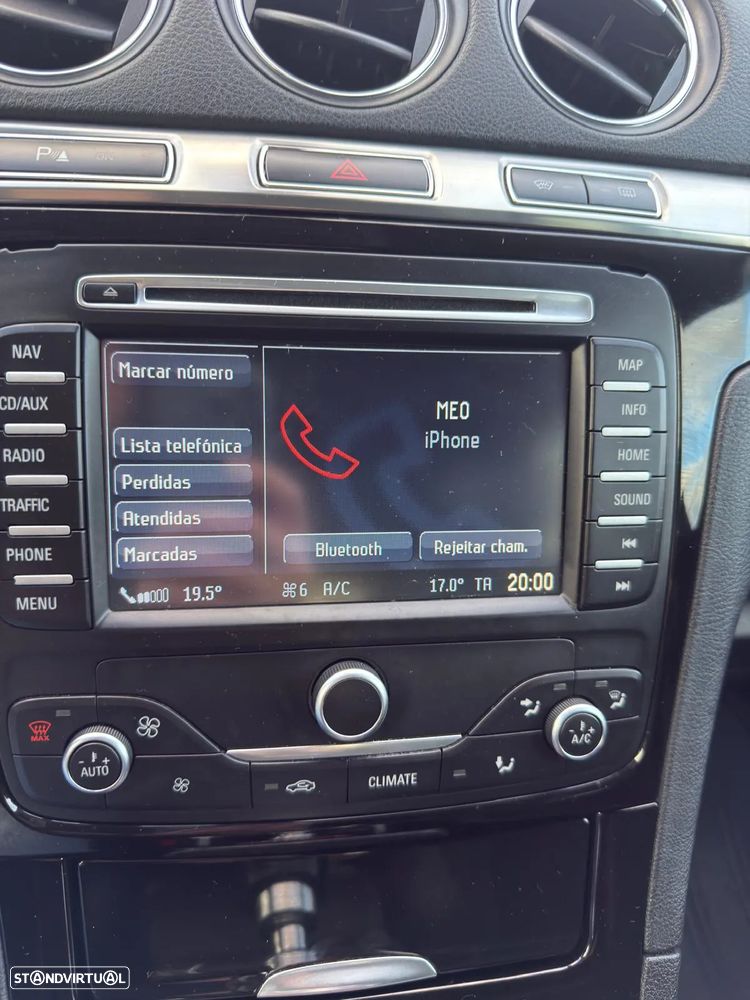 P
NAV
CD/AUX
RADIO
TRAFFIC
PHONE
MENU
Marcar número
Lista telefónica
Perdidas
Atendidas
Marcadas
MEO
iPhone
Bluetooth
Rejeitar cham.
19.5° 6 A/C 17.0° TA 20:00
MAP
INFO
HOME
SOUND
MAX
AUTO
CLIMATE
A/C
STANDVIRTUAL